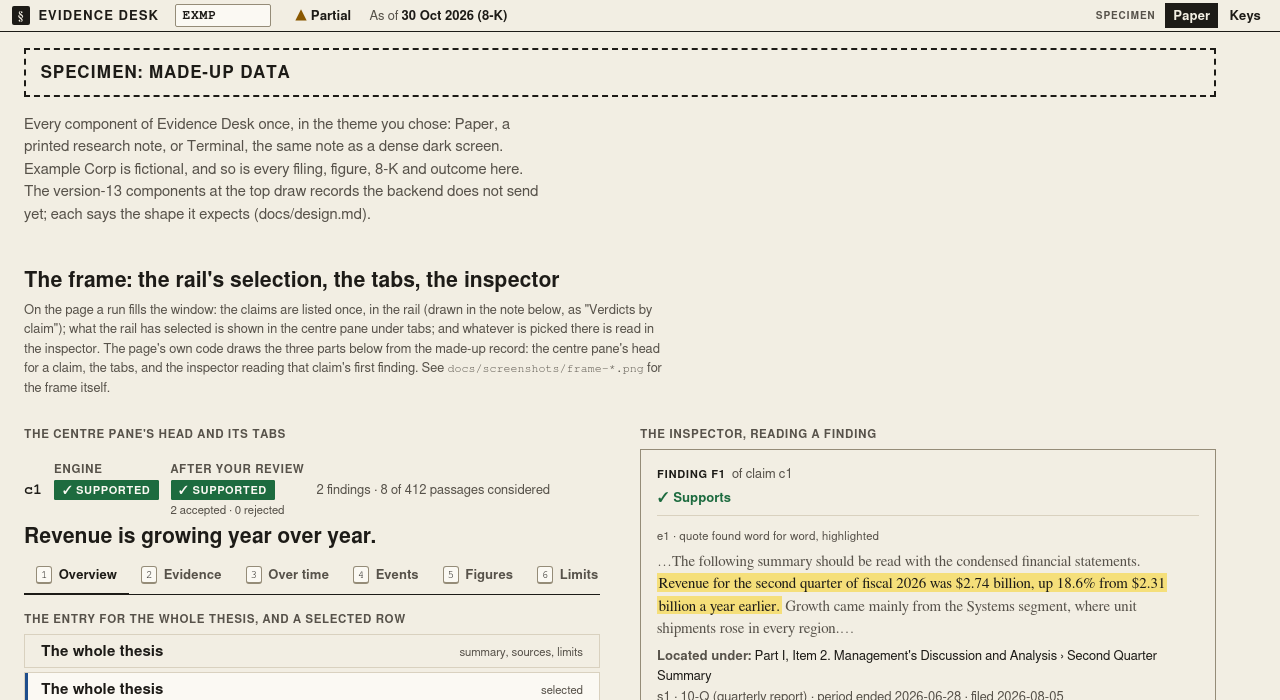 § EVIDENCE DESK EXMP ▲ Partial As of 30 Oct 2026 (8-K) SPECIMEN Paper Keys
SPECIMEN: MADE-UP DATA
Every component of Evidence Desk once, in the theme you chose: Paper, a
printed research note, or Terminal, the same note as a dense dark screen.
Example Corp is fictional, and so is every filing, figure, 8-K and outcome here.
The version-13 components at the top draw records the backend does not send
yet; each says the shape it expects (docs/design.md).
The frame: the rail's selection, the tabs, the inspector
On the page a run fills the window: the claims are listed once, in the rail (drawn in the note below, as "Verdicts by
claim"); what the rail has selected is shown in the centre pane under tabs; and whatever is picked there is read in
the inspector. The page's own code draws the three parts below from the made-up record: the centre pane's head
for a claim, the tabs, and the inspector reading that claim's first finding. See docs/screenshots/frame-*.png for
the frame itself.
THE CENTRE PANE'S HEAD AND ITS TABS
ENGINE AFTER YOUR REVIEW
c1 ✓ SUPPORTED ✓ SUPPORTED 2 findings · 8 of 412 passages considered
2 accepted · 0 rejected
Revenue is growing year over year.
1 Overview 2 Evidence 3 Over time 4 Events 5 Figures 6 Limits
THE ENTRY FOR THE WHOLE THESIS, AND A SELECTED ROW
The whole thesis summary, sources, limits
The whole thesis selected
THE INSPECTOR, READING A FINDING
FINDING F1 of claim c1
✓ Supports
e1 · quote found word for word, highlighted
…The following summary should be read with the condensed financial statements.
Revenue for the second quarter of fiscal 2026 was $2.74 billion, up 18.6% from $2.31
billion a year earlier. Growth came mainly from the Systems segment, where unit
shipments rose in every region.…
Located under: Part I, Item 2. Management's Discussion and Analysis › Second Quarter
Summary
s1 · 10-Q (quarterly report) · period ended 2026-06-28 · filed 2026-08-05